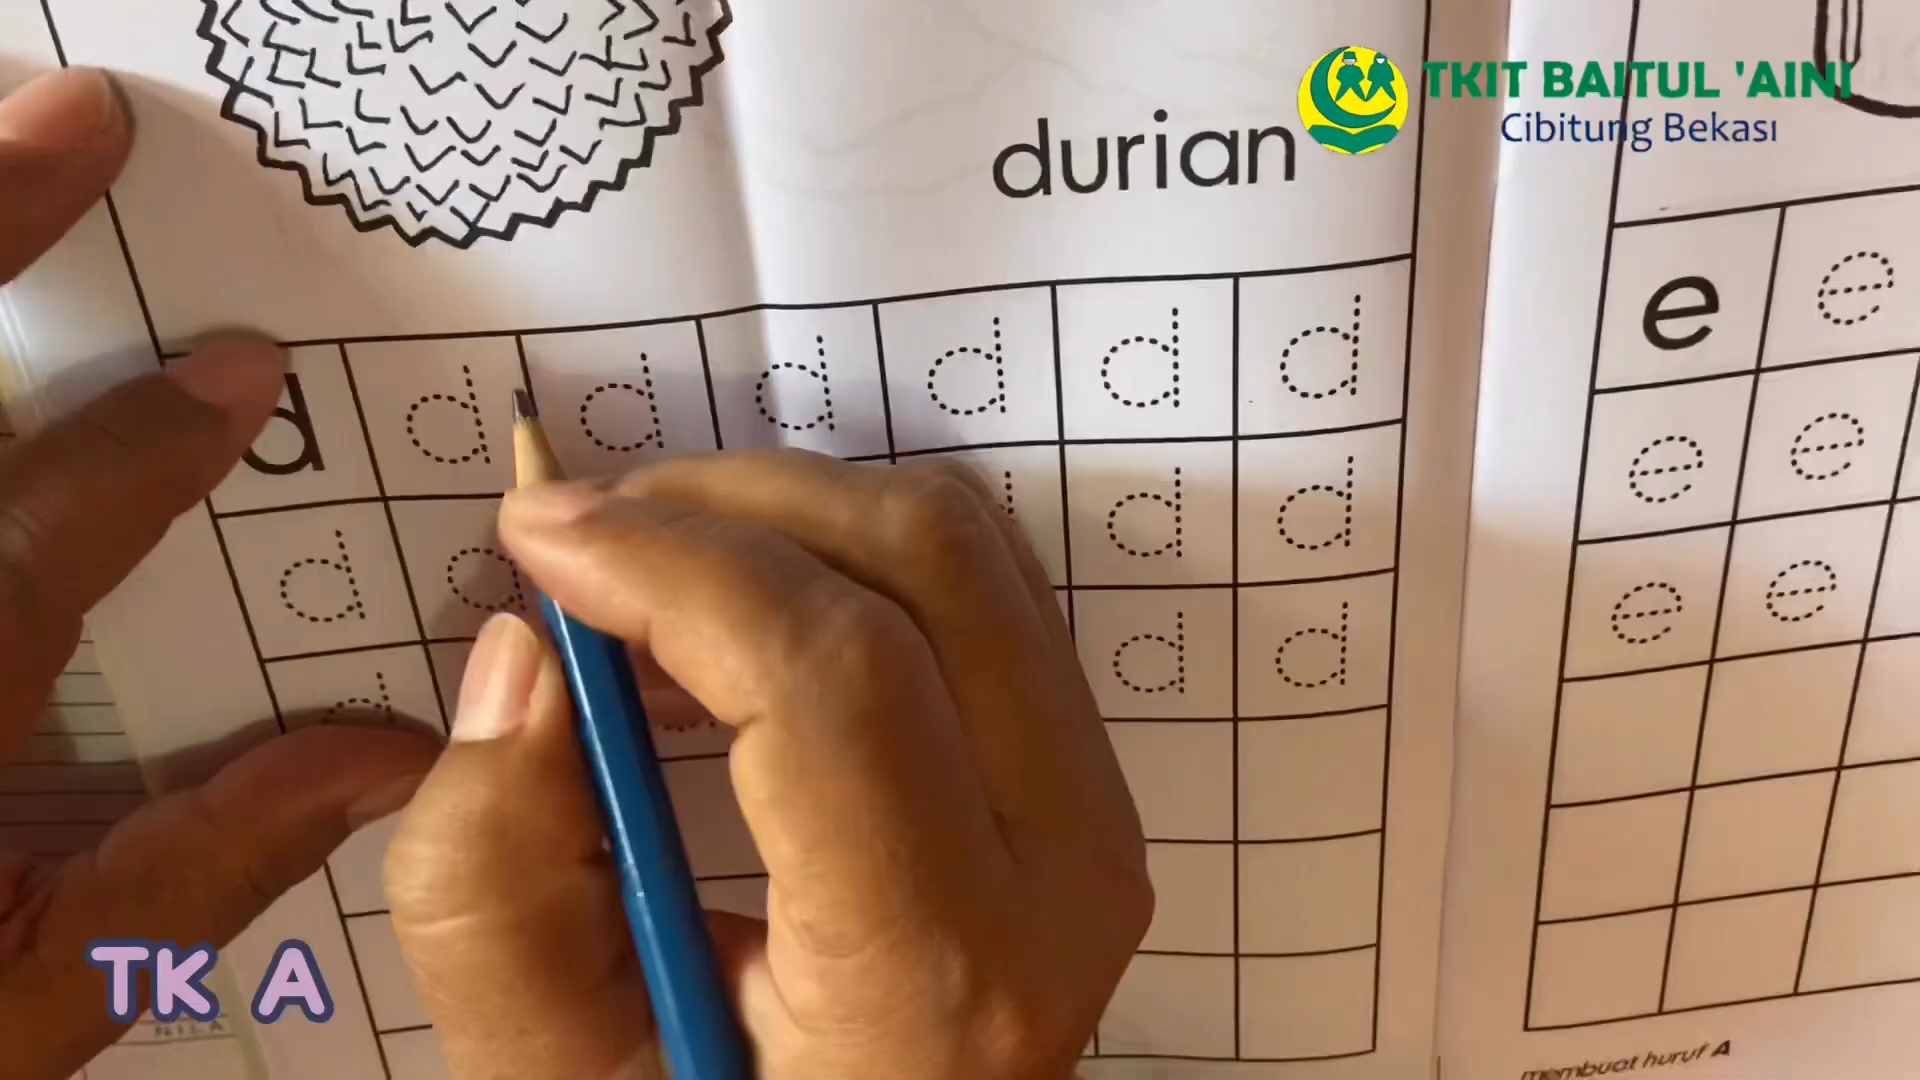 TKIT BAITUL 'AINI
Cibitung Bekasi
durian
d d d d d d d
d d d d
d d d
e e
e e
e e
TK A
membuat huruf A